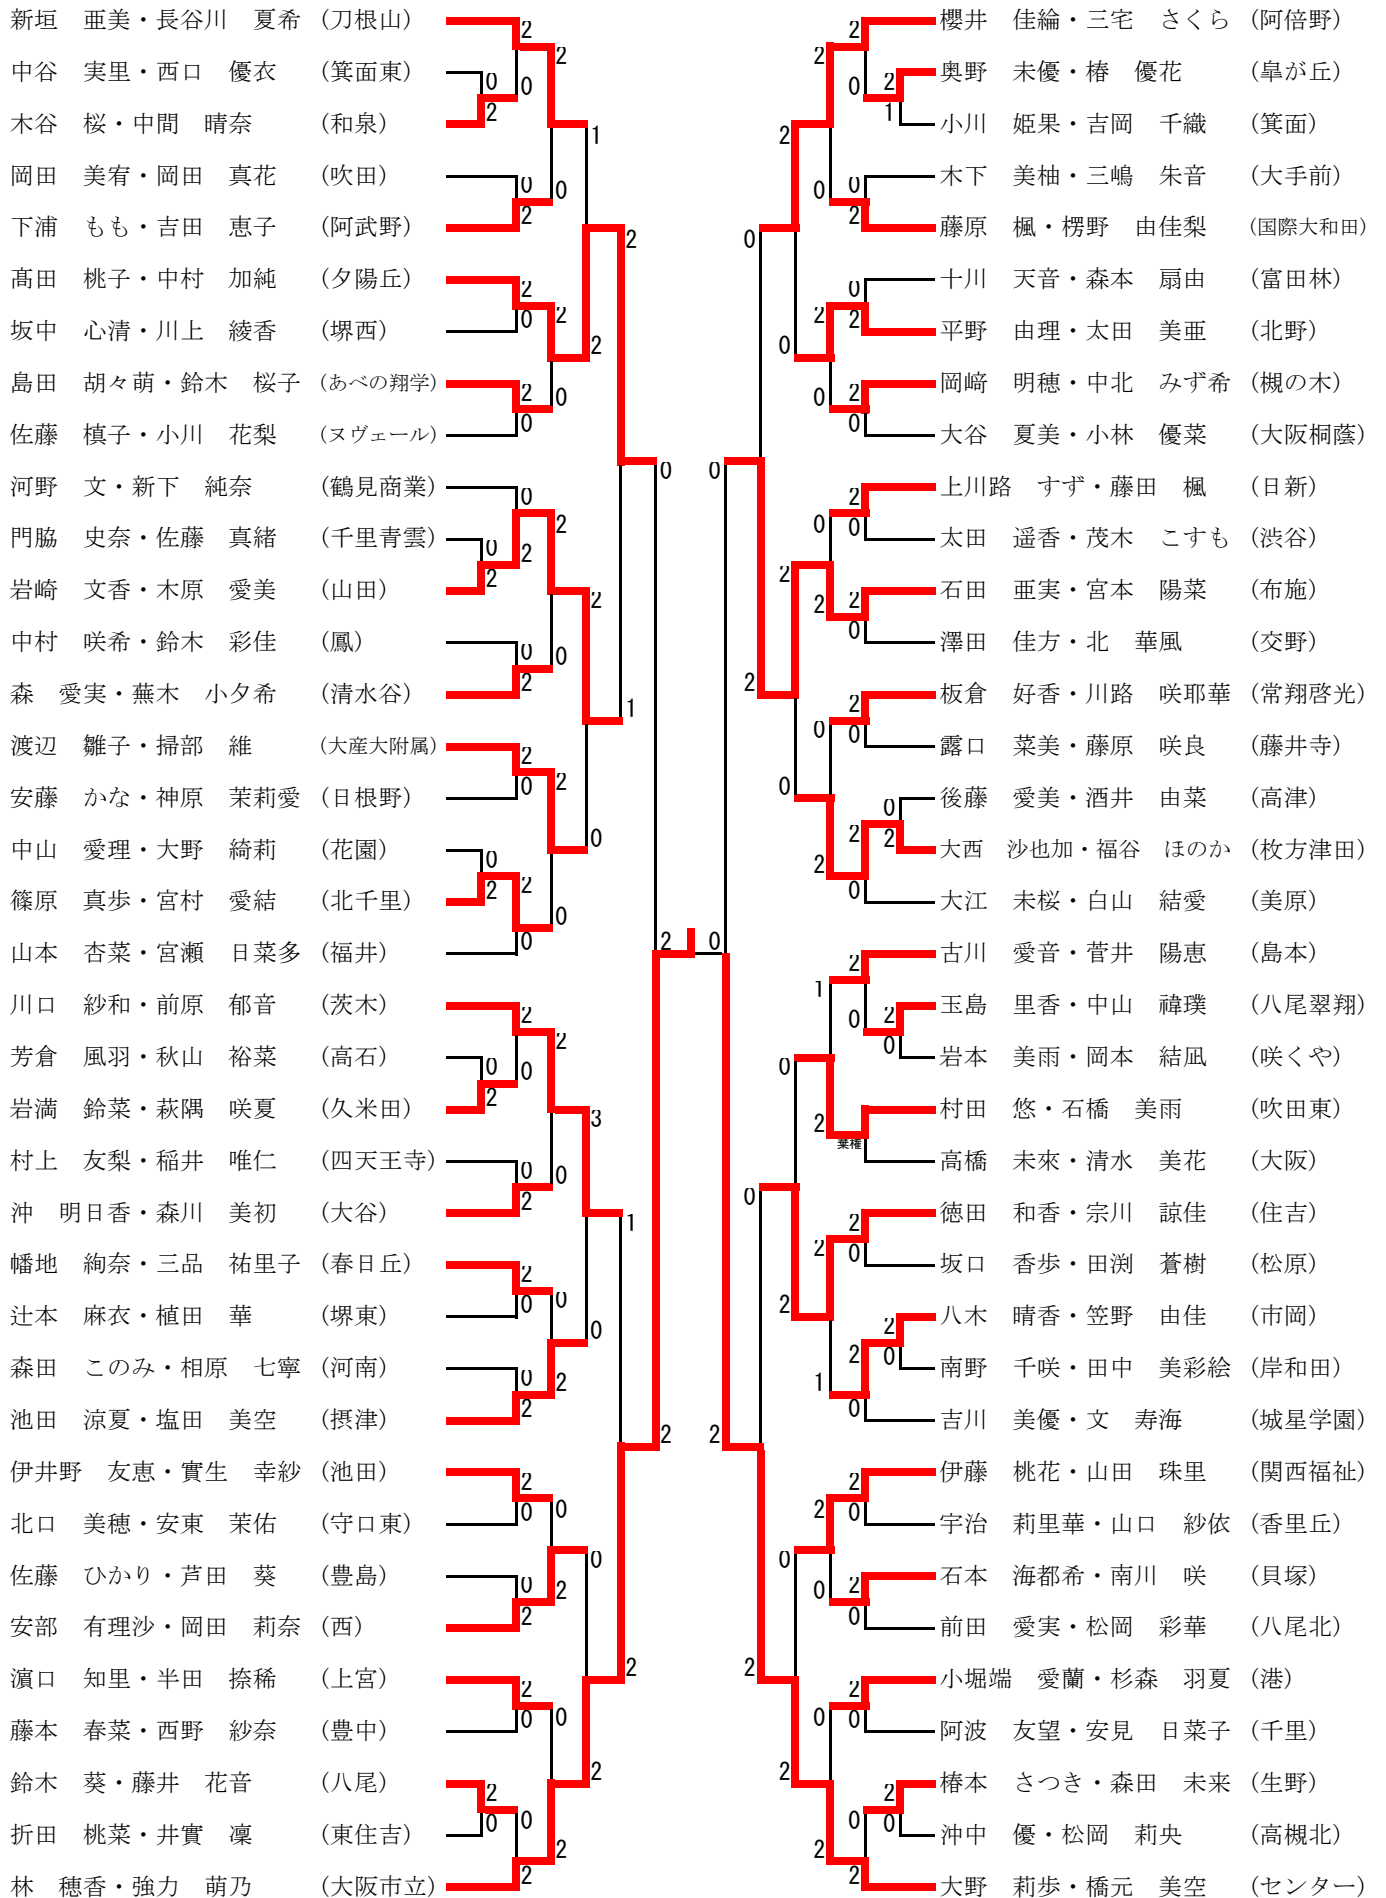 新垣　亜美・長谷川　夏希 (刀根山)
中谷　実里・西口　優衣 (箕面東)
木谷　桜・中間　晴奈 (和泉)
岡田　美宥・岡田　真花 (吹田)
下浦　もも・吉田　恵子 (阿武野)
髙田　桃子・中村　加純 (夕陽丘)
坂中　心清・川上　綾香 (堺西)
島田　胡々萌・鈴木　桜子 (あべの翔学)
佐藤　槙子・小川　花梨 (ヌヴェール)
河野　文・新下　純奈 (鶴見商業)
門脇　史奈・佐藤　真緒 (千里青雲)
岩崎　文香・木原　愛美 (山田)
中村　咲希・鈴木　彩佳 (鳳)
森　愛実・蕪木　小夕希 (清水谷)
渡辺　雛子・掃部　維 (大産大附属)
安藤　かな・神原　茉莉愛 (日根野)
中山　愛理・大野　綺莉 (花園)
篠原　真歩・宮村　愛結 (北千里)
山本　杏菜・宮瀬　日菜多 (福井)
川口　紗和・前原　郁音 (茨木)
芳倉　風羽・秋山　裕菜 (高石)
岩満　鈴菜・萩隅　咲夏 (久米田)
村上　友梨・稲井　唯仁 (四天王寺)
沖　明日香・森川　美初 (大谷)
幡地　絢奈・三品　祐里子 (春日丘)
辻本　麻衣・植田　華 (堺東)
森田　このみ・相原　七寧 (河南)
池田　涼夏・塩田　美空 (摂津)
伊井野　友恵・實生　幸紗 (池田)
北口　美穂・安東　茉佑 (守口東)
佐藤　ひかり・芦田　葵 (豊島)
安部　有理沙・岡田　莉奈 (西)
濵口　知里・半田　捺稀 (上宮)
藤本　春菜・西野　紗奈 (豊中)
鈴木　葵・藤井　花音 (八尾)
折田　桃菜・井實　凜 (東住吉)
林　穂香・強力　萌乃 (大阪市立)
櫻井　佳綸・三宅　さくら (阿倍野)
奥野　未優・椿　優花 (皐が丘)
小川　姫果・吉岡　千織 (箕面)
木下　美柚・三嶋　朱音 (大手前)
藤原　楓・楞野　由佳梨 (国際大和田)
十川　天音・森本　扇由 (富田林)
平野　由理・太田　美亜 (北野)
岡﨑　明穂・中北　みず希 (槻の木)
大谷　夏美・小林　優菜 (大阪桐蔭)
上川路　すず・藤田　楓 (日新)
太田　遥香・茂木　こすも (渋谷)
石田　亜実・宮本　陽菜 (布施)
澤田　佳方・北　華風 (交野)
板倉　好香・川路　咲耶華 (常翔啓光)
露口　菜美・藤原　咲良 (藤井寺)
後藤　愛美・酒井　由菜 (高津)
大西　沙也加・福谷　ほのか (枚方津田)
大江　未桜・白山　結愛 (美原)
古川　愛音・菅井　陽恵 (島本)
玉島　里香・中山　禕璞 (八尾翠翔)
岩本　美雨・岡本　結凪 (咲くや)
村田　悠・石橋　美雨 (吹田東)
棄権
高橋　未來・清水　美花 (大阪)
徳田　和香・宗川　諒佳 (住吉)
坂口　香歩・田渕　蒼樹 (松原)
八木　晴香・笠野　由佳 (市岡)
南野　千咲・田中　美彩絵 (岸和田)
吉川　美優・文　寿海 (城星学園)
伊藤　桃花・山田　珠里 (関西福祉)
宇治　莉里華・山口　紗依 (香里丘)
石本　海都希・南川　咲 (貝塚)
前田　愛実・松岡　彩華 (八尾北)
小堀端　愛蘭・杉森　羽夏 (港)
阿波　友望・安見　日菜子 (千里)
椿本　さつき・森田　未来 (生野)
沖中　優・松岡　莉央 (高槻北)
大野　莉歩・橋元　美空 (センター)